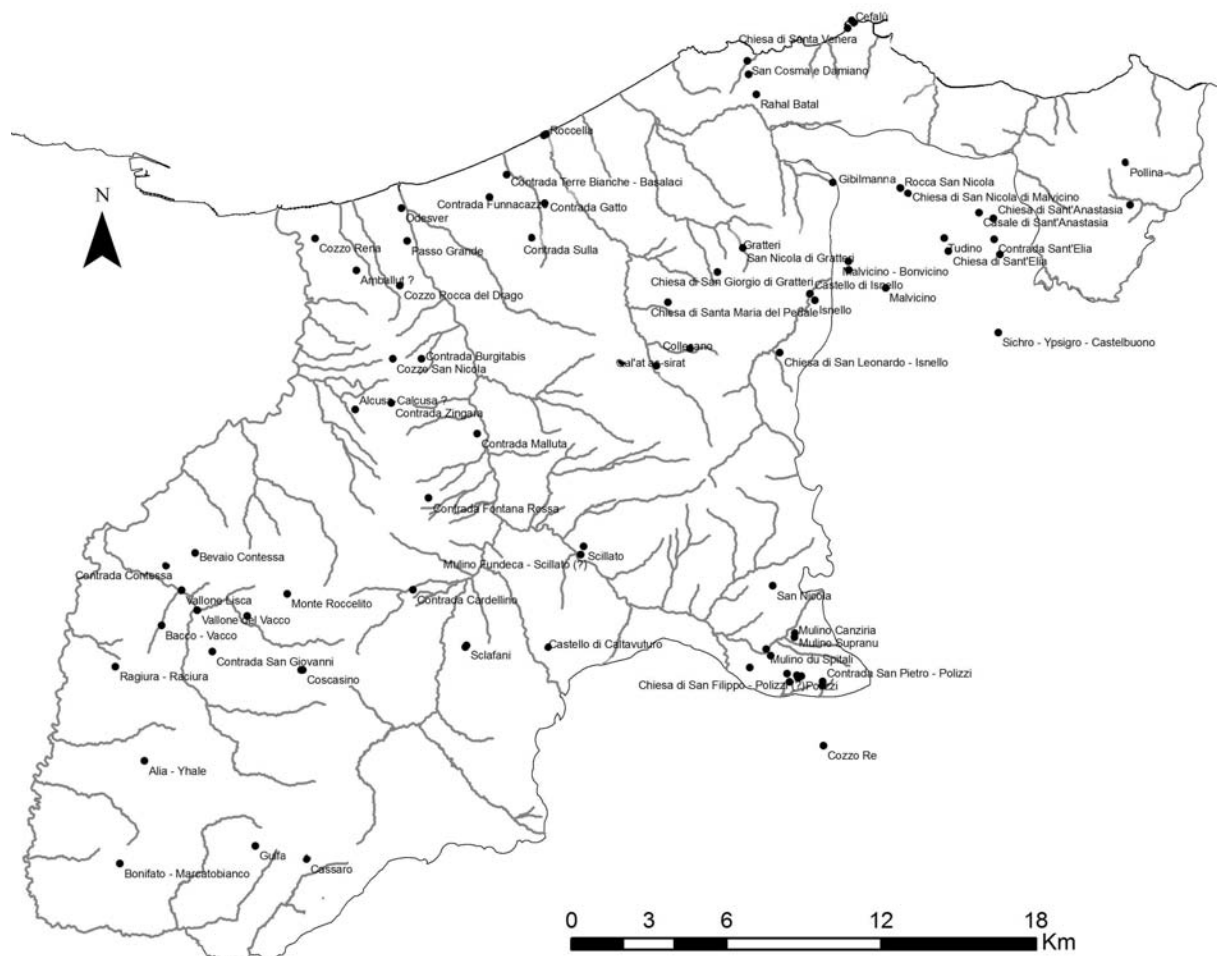 Cefalù
Chiesa di Santa Venera
San Cosma e Damiano
Rahal Batal
Roccella
N
Pollina
Contrada Terre Bianche - Basalaci
Gibilmanna
Rocca San Nicola
Chiesa di San Nicola di Malvicino
Contrada Funnacazzo
Contrada Gatto
Chiesa di Sant'Anastasia
Casale di Sant'Anastasia
Odesver
Cozzo Rena
Passo Grande
Contrada Sulla
Gratteri
San Nicola di Gratteri
Tudino
Contrada Sant'Elia
Chiesa di Sant'Elia
Amballut ?
Cozzo Rocca del Drago
Chiesa di San Giorgio di Gratteri
Malvicino - Bonvicino
Castello di Isnello
Malvicino
Chiesa di Santa Maria del Pedale
Isnello
Sichro - Ypsigro - Castelbuono
Collesano
Contrada Burgitabis
Cozzo San Nicola
Qal'at as-sirat
Chiesa di San Leonardo - Isnello
Alcusa Calcusa ?
Contrada Zingara
Contrada Malluta
Contrada Fontana Rossa
Bevaio Contessa
Scillato
Mulino Fundeca - Scillato (?)
Contrada Contessa
Vallone Lisca
Monte Roccelito
Contrada Cardellino
San Nicola
Vallone del Vacco
Bacco - Vacco
Mulino Canziria
Mulino Supranu
Contrada San Giovanni
Sclafani
Castello di Caltavuturo
Mulino du Spitali
Ragiura - Raciura
Coscasino
Contrada San Pietro - Polizzi
Chiesa di San Filippo - Polizzi (?)
Polizzi
Cozzo Re
Alia - Yhale
Gulfa
Cassaro
Bonifato - Marcatobianco
0 3 6 12 18
Km